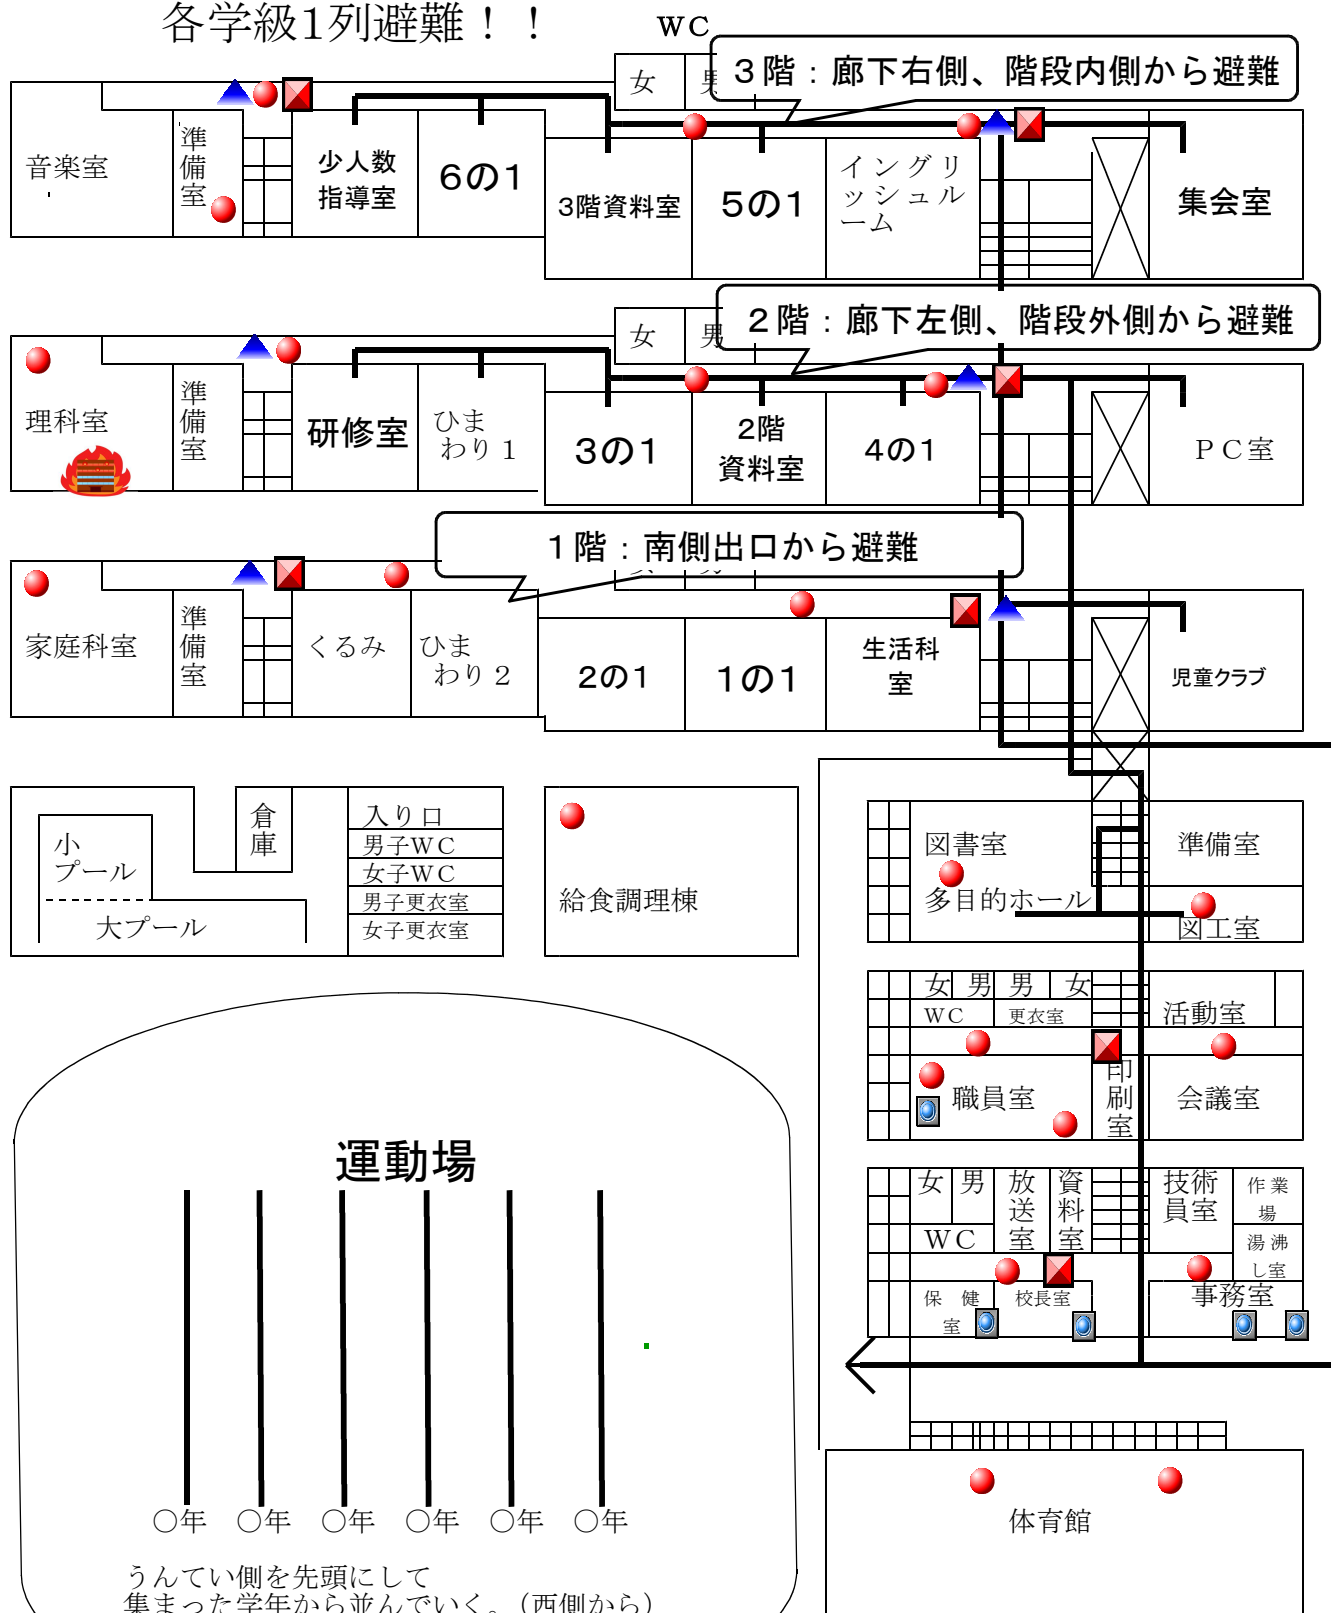 各学級1列避難！！
WC
女
3階：廊下右側、階段内側から避難
音楽室
準備室
少人数
指導室
6の1
3階資料室
5の1
イングリ
ッシュル
ーム
集会室
女
男
2階：廊下左側、階段外側から避難
理科室
準備室
研修室
ひま
わり1
3の1
2階
資料室
4の1
PC室
1階：南側出口から避難
家庭科室
準備室
くるみ
ひま
わり2
2の1
1の1
生活科
室
児童クラブ
小
プール
大プール
倉庫
入り口
男子WC
女子WC
男子更衣室
女子更衣室
給食調理棟
図書室
多目的ホール
準備室
図工室
女
男
男
女
WC
更衣室
活動室
職員室
印刷室
会議室
女
男
WC
放送室
資料室
技術
員室
作業
場
湯沸
し室
保健
室
校長室
事務室
運動場
〇年 〇年 〇年 〇年 〇年 〇年
うんてい側を先頭にして
集まった学年から並んでいく。（西側から）
体育館